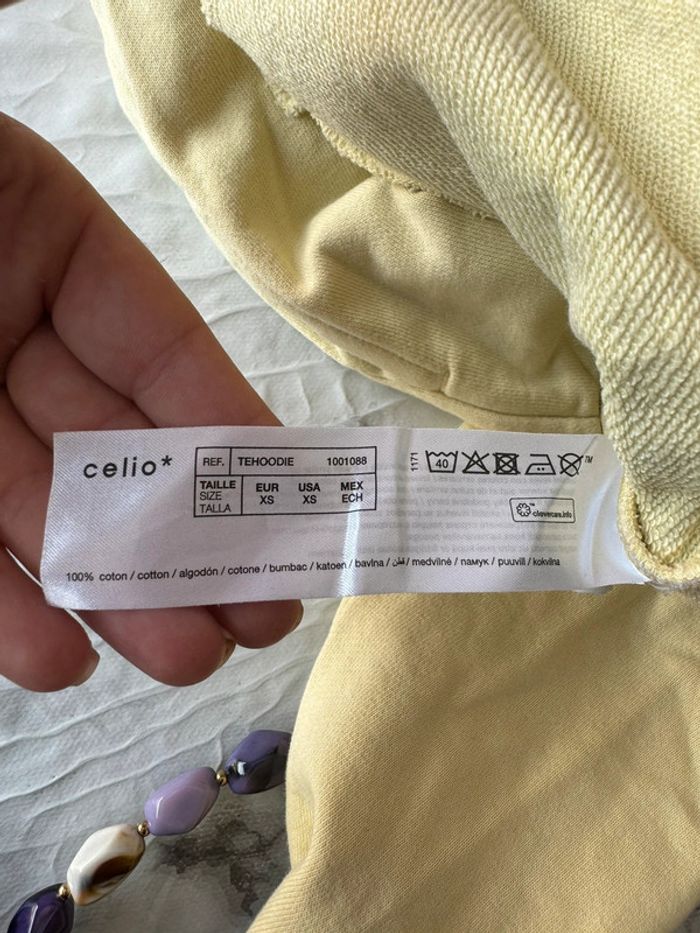 celio*
REF. TEHOODIE 1001088
TAILLE EUR USA MEX
SIZE XS XS ECH
TALLA
1171
40
TM
clevercare.info
100% coton / cotton / algodón / cotone / bumbac / katoen / bavlna / قطن / medvilnė / памук / puuvill / kokvilna